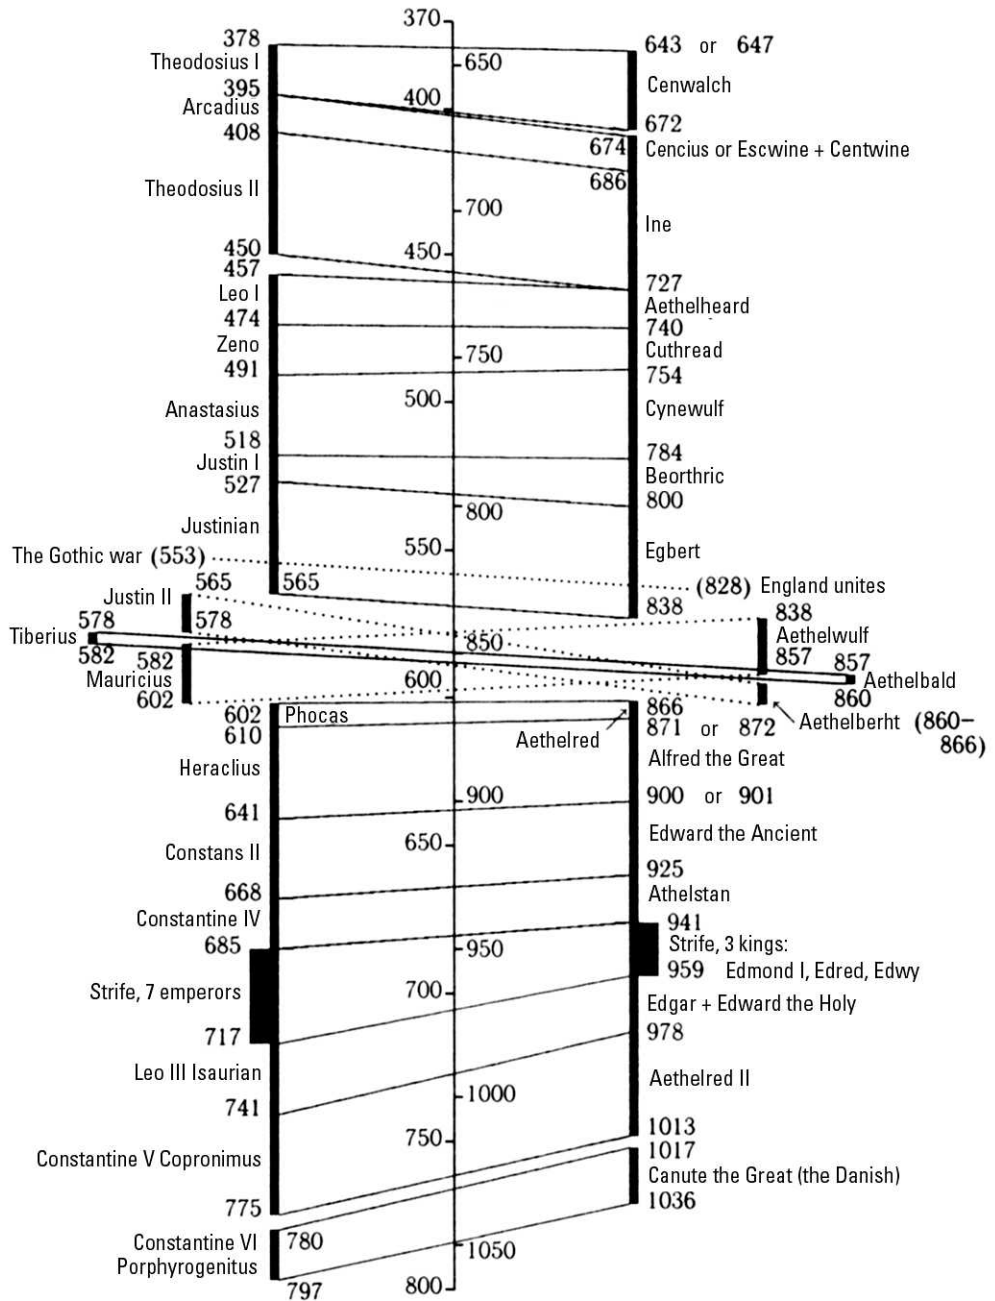 370
378
643 or 647
Theodosius I
650
Cenwalch
395
400
Arcadius
672
408
674
Cencius or Escwine + Centwine
686
Theodosius II
700
Ine
450
450
457
727
Leo I
Aethelheard
474
740
Zeno
750
Cuthread
491
754
500
Anastasius
Cynewulf
518
784
Justin I
Beorthric
527
800
800
Justinian
550
Egbert
The Gothic war (553)
565
565
(828) England unites
Justin II
838
838
578
578
Tiberius
850
Aethelwulf
582
582
857
857
Mauricius
600
Aethelbald
602
860
602
Phocas
866
Aethelberht (860–
866)
610
Aethelred
871 or 872
Heraclius
Alfred the Great
641
900
900 or 901
Constans II
650
Edward the Ancient
668
925
Constantine IV
Athelstan
685
941
950
Strife, 3 kings:
959 Edmond I, Edred, Edwy
Strife, 7 emperors
700
Edgar + Edward the Holy
717
978
Leo III Isaurian
Aethelred II
741
1000
1013
750
1017
Constantine V Copronimus
Canute the Great (the Danish)
775
1036
Constantine VI
Porphyrogenitus
780
1050
797
800